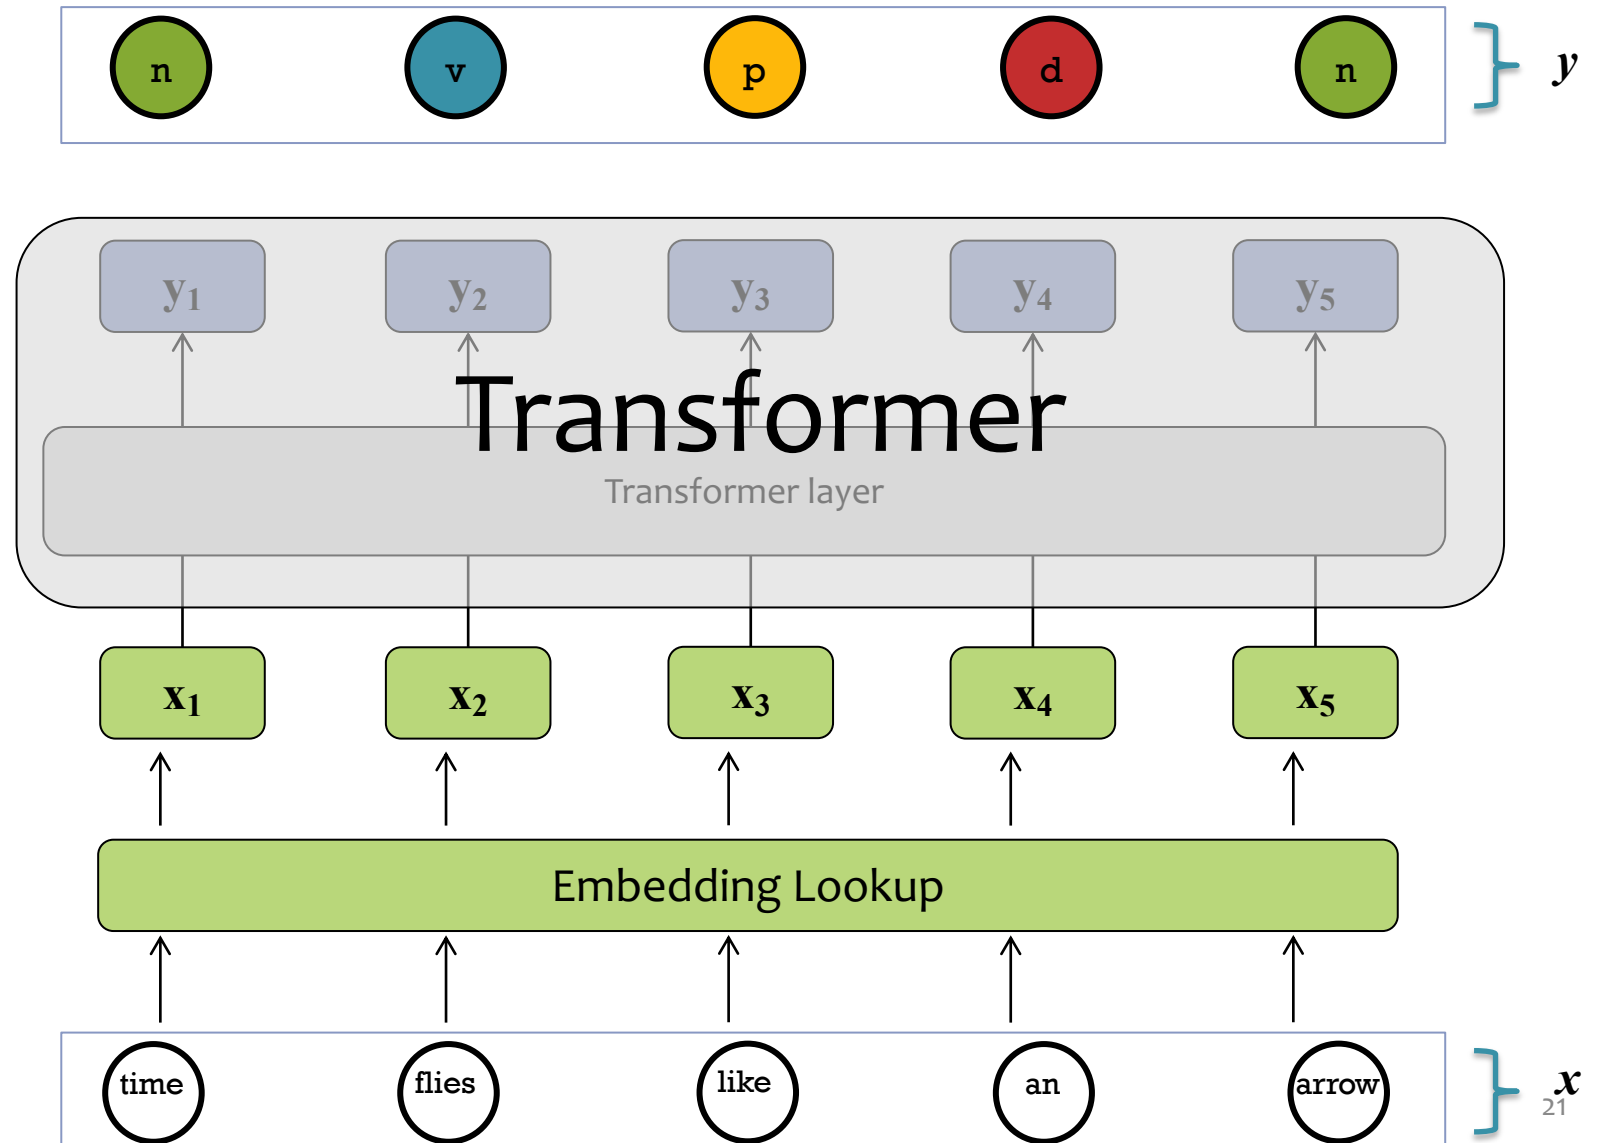 n v p d n y
y1 y2 y3 y4 y5
Transformer
Transformer layer
x1 x2 x3 x4 x5
Embedding Lookup
time flies like an arrow x
21